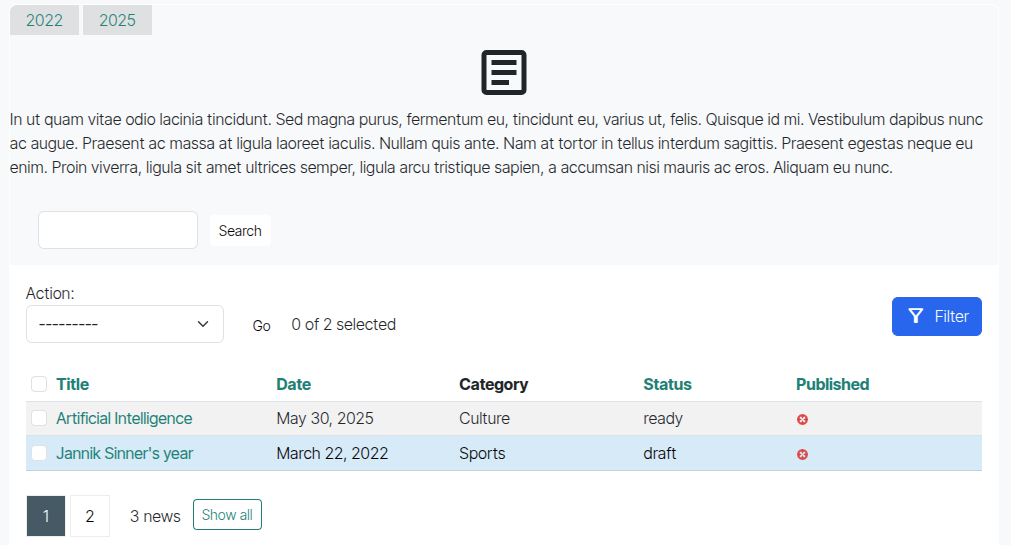 2022 2025
In ut quam vitae odio lacinia tincidunt. Sed magna purus, fermentum eu, tincidunt eu, varius ut, felis. Quisque id mi. Vestibulum dapibus nunc
ac augue. Praesent ac massa at ligula laoreet iaculis. Nullam quis ante. Nam at tortor in tellus interdum sagittis. Praesent egestas neque eu
enim. Proin viverra, ligula sit amet ultrices semper, ligula arcu tristique sapien, a accumsan nisi mauris ac eros. Aliquam eu nunc.
Search
Action:
--------- Go 0 of 2 selected Filter
Title Date Category Status Published
Artificial Intelligence May 30, 2025 Culture ready
Jannik Sinner's year March 22, 2022 Sports draft
1 2 3 news Show all